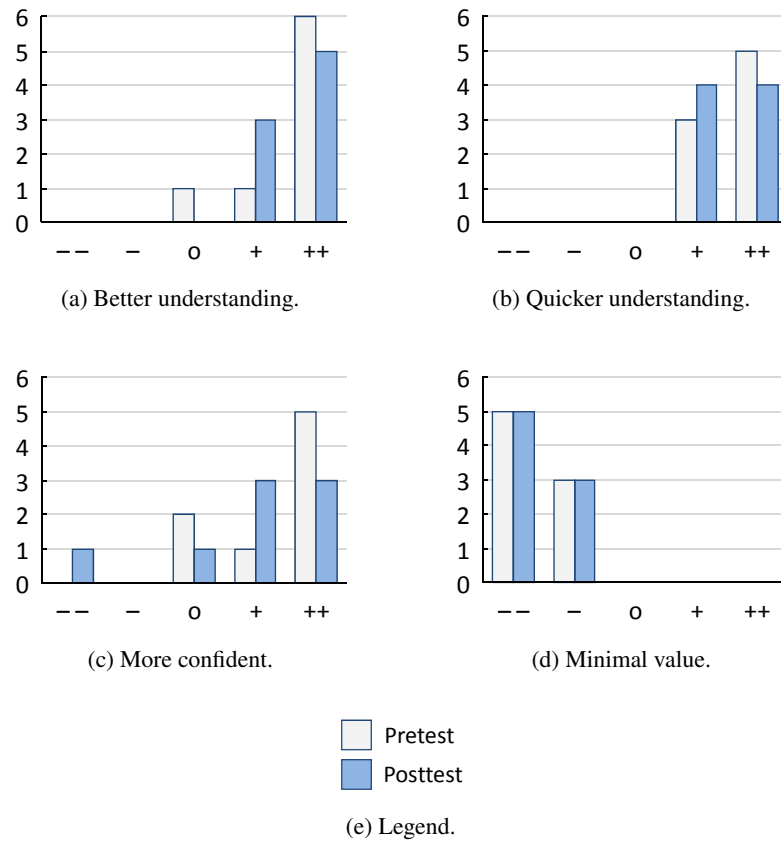 6
5
4
3
2
1
0
−− − o + ++
(a) Better understanding.
6
5
4
3
2
1
0
−− − o + ++
(b) Quicker understanding.
6
5
4
3
2
1
0
−− − o + ++
(c) More confident.
6
5
4
3
2
1
0
−− − o + ++
(d) Minimal value.
Pretest
Posttest
(e) Legend.